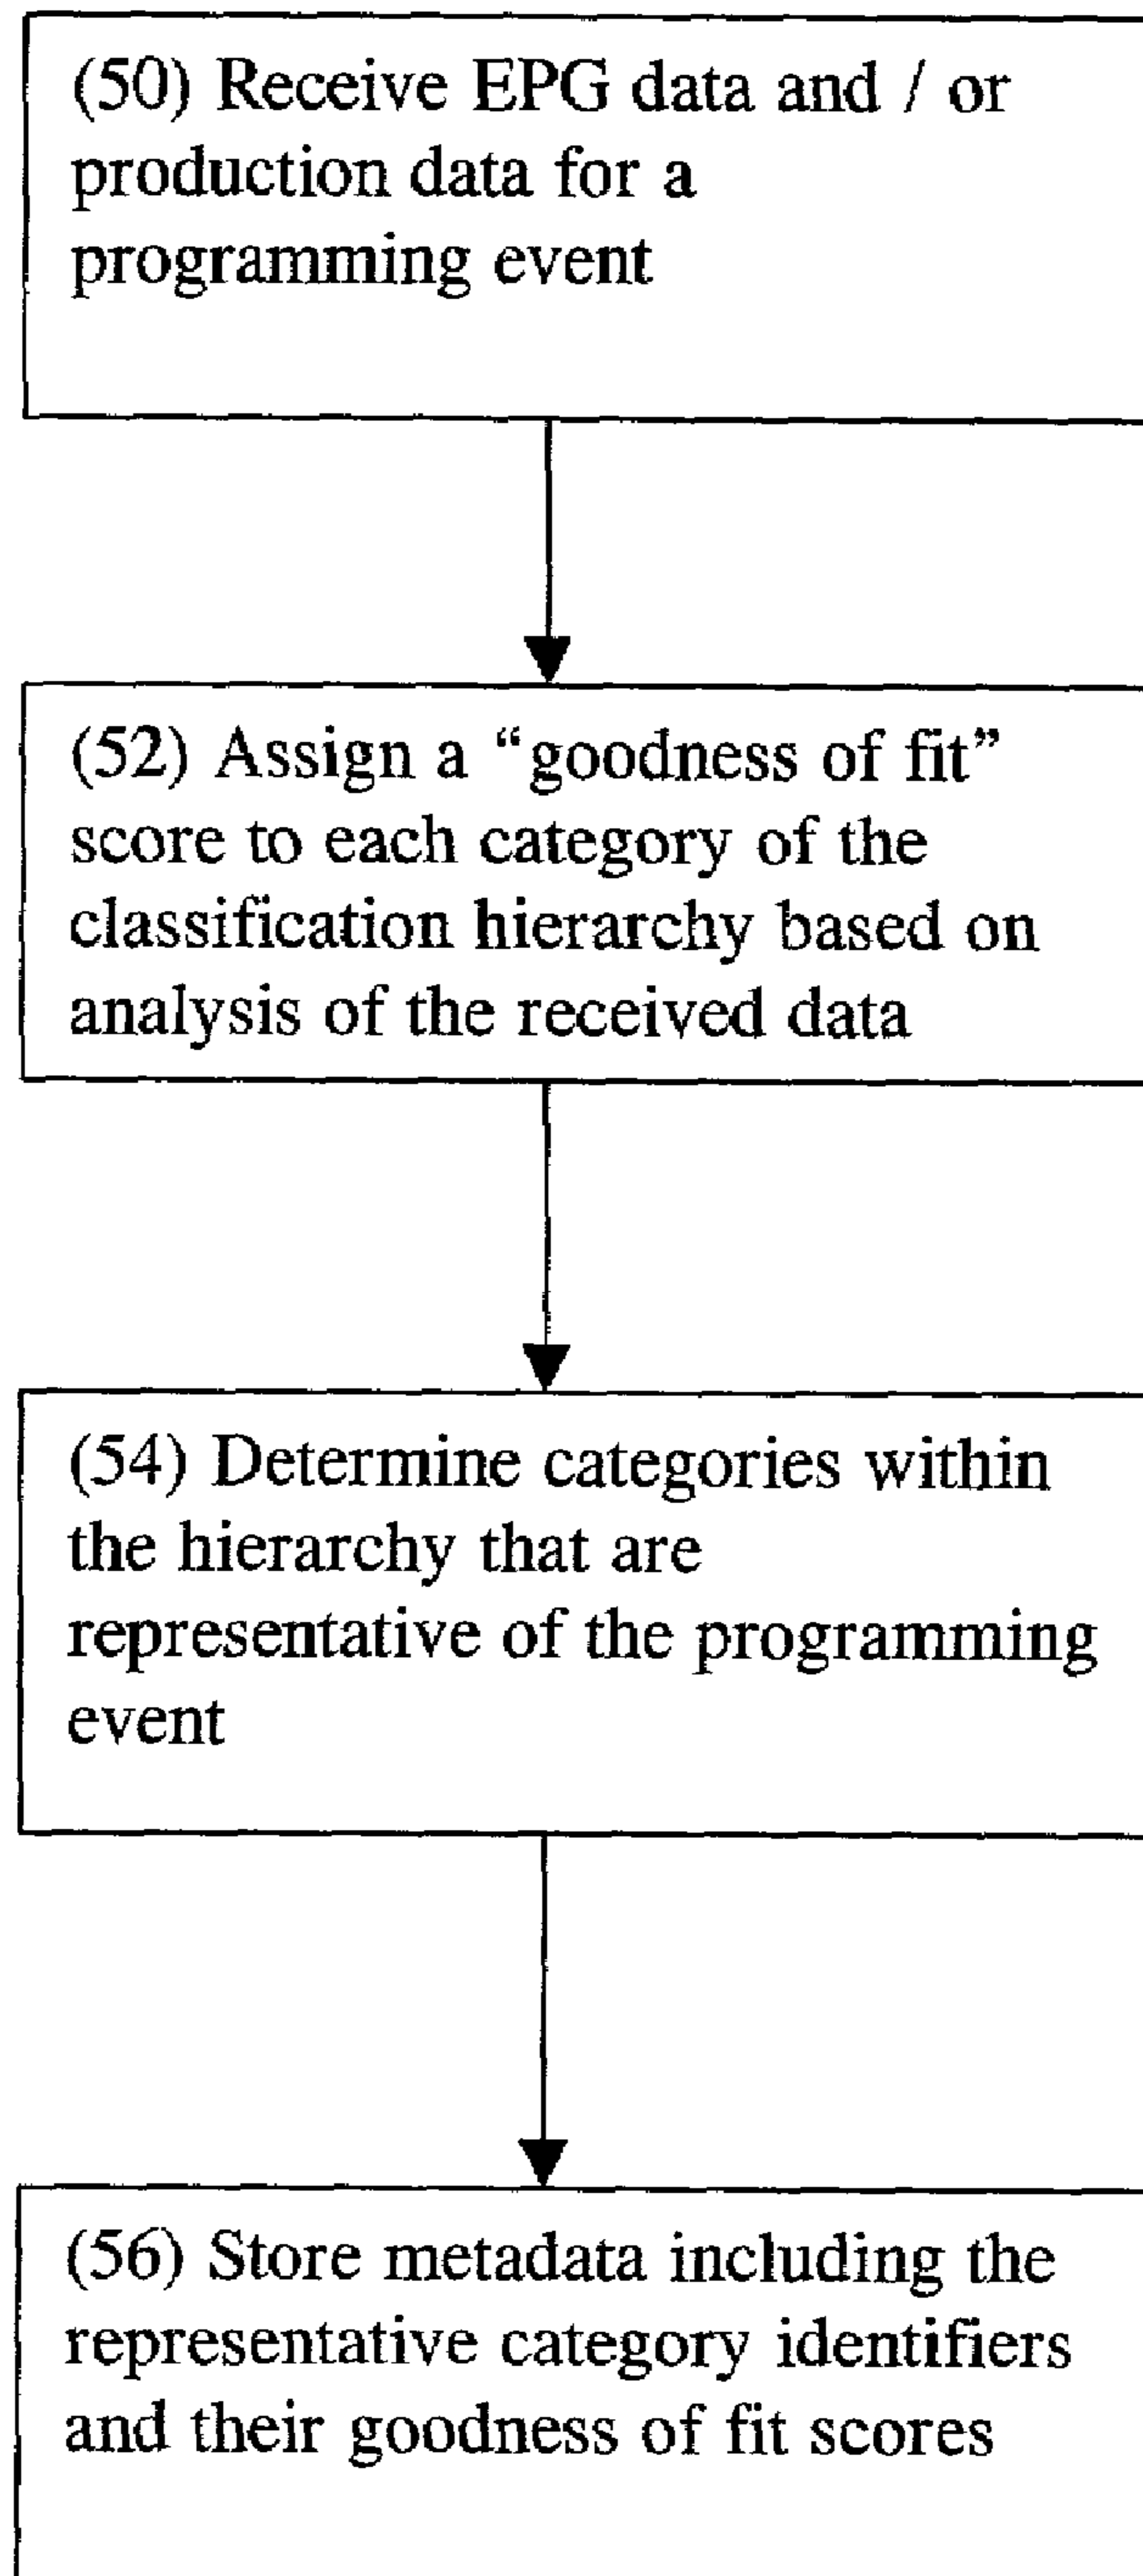 (50) Receive EPG data and / or
production data for a
programming event
(52) Assign a “goodness of fit”
score to each category of the
classification hierarchy based on
analysis of the received data
(54) Determine categories within
the hierarchy that are
representative of the programming
event
(56) Store metadata including the
representative category identifiers
and their goodness of fit scores